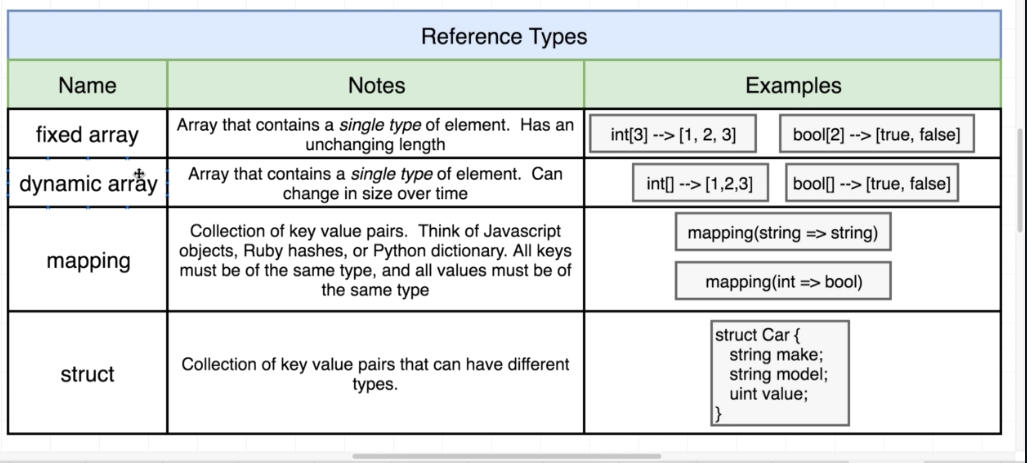 Reference Types
Name
Notes
Examples
fixed array
Array that contains a single type of element. Has an
unchanging length
int[3] --> [1, 2, 3]
bool[2] --> [true, false]
dynamic array
Array that contains a single type of element. Can
change in size over time
int[] --> [1,2,3]
bool[] --> [true, false]
mapping
Collection of key value pairs. Think of Javascript
objects, Ruby hashes, or Python dictionary. All keys
must be of the same type, and all values must be of
the same type
mapping(string => string)
mapping(int => bool)
struct
Collection of key value pairs that can have different
types.
struct Car {
string make;
string model;
uint value;
}